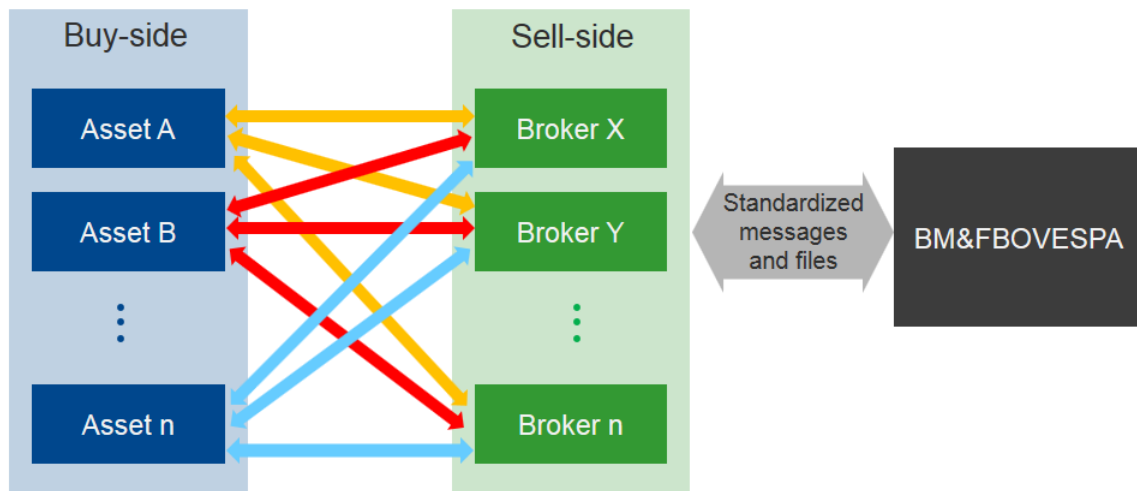 Buy-side
Sell-side
Asset A
Broker X
Asset B
Broker Y
Standardized
messages
and files
BM&FBOVESPA
Asset n
Broker n